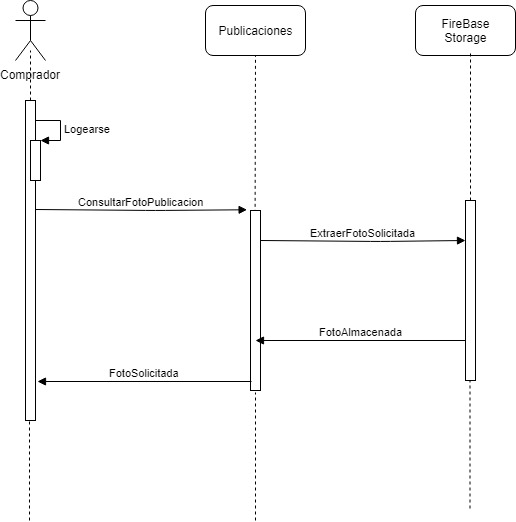 Publicaciones
FireBase
Storage
Comprador
Logearse
ConsultarFotoPublicacion
ExtraerFotoSolicitada
FotoAlmacenada
FotoSolicitada